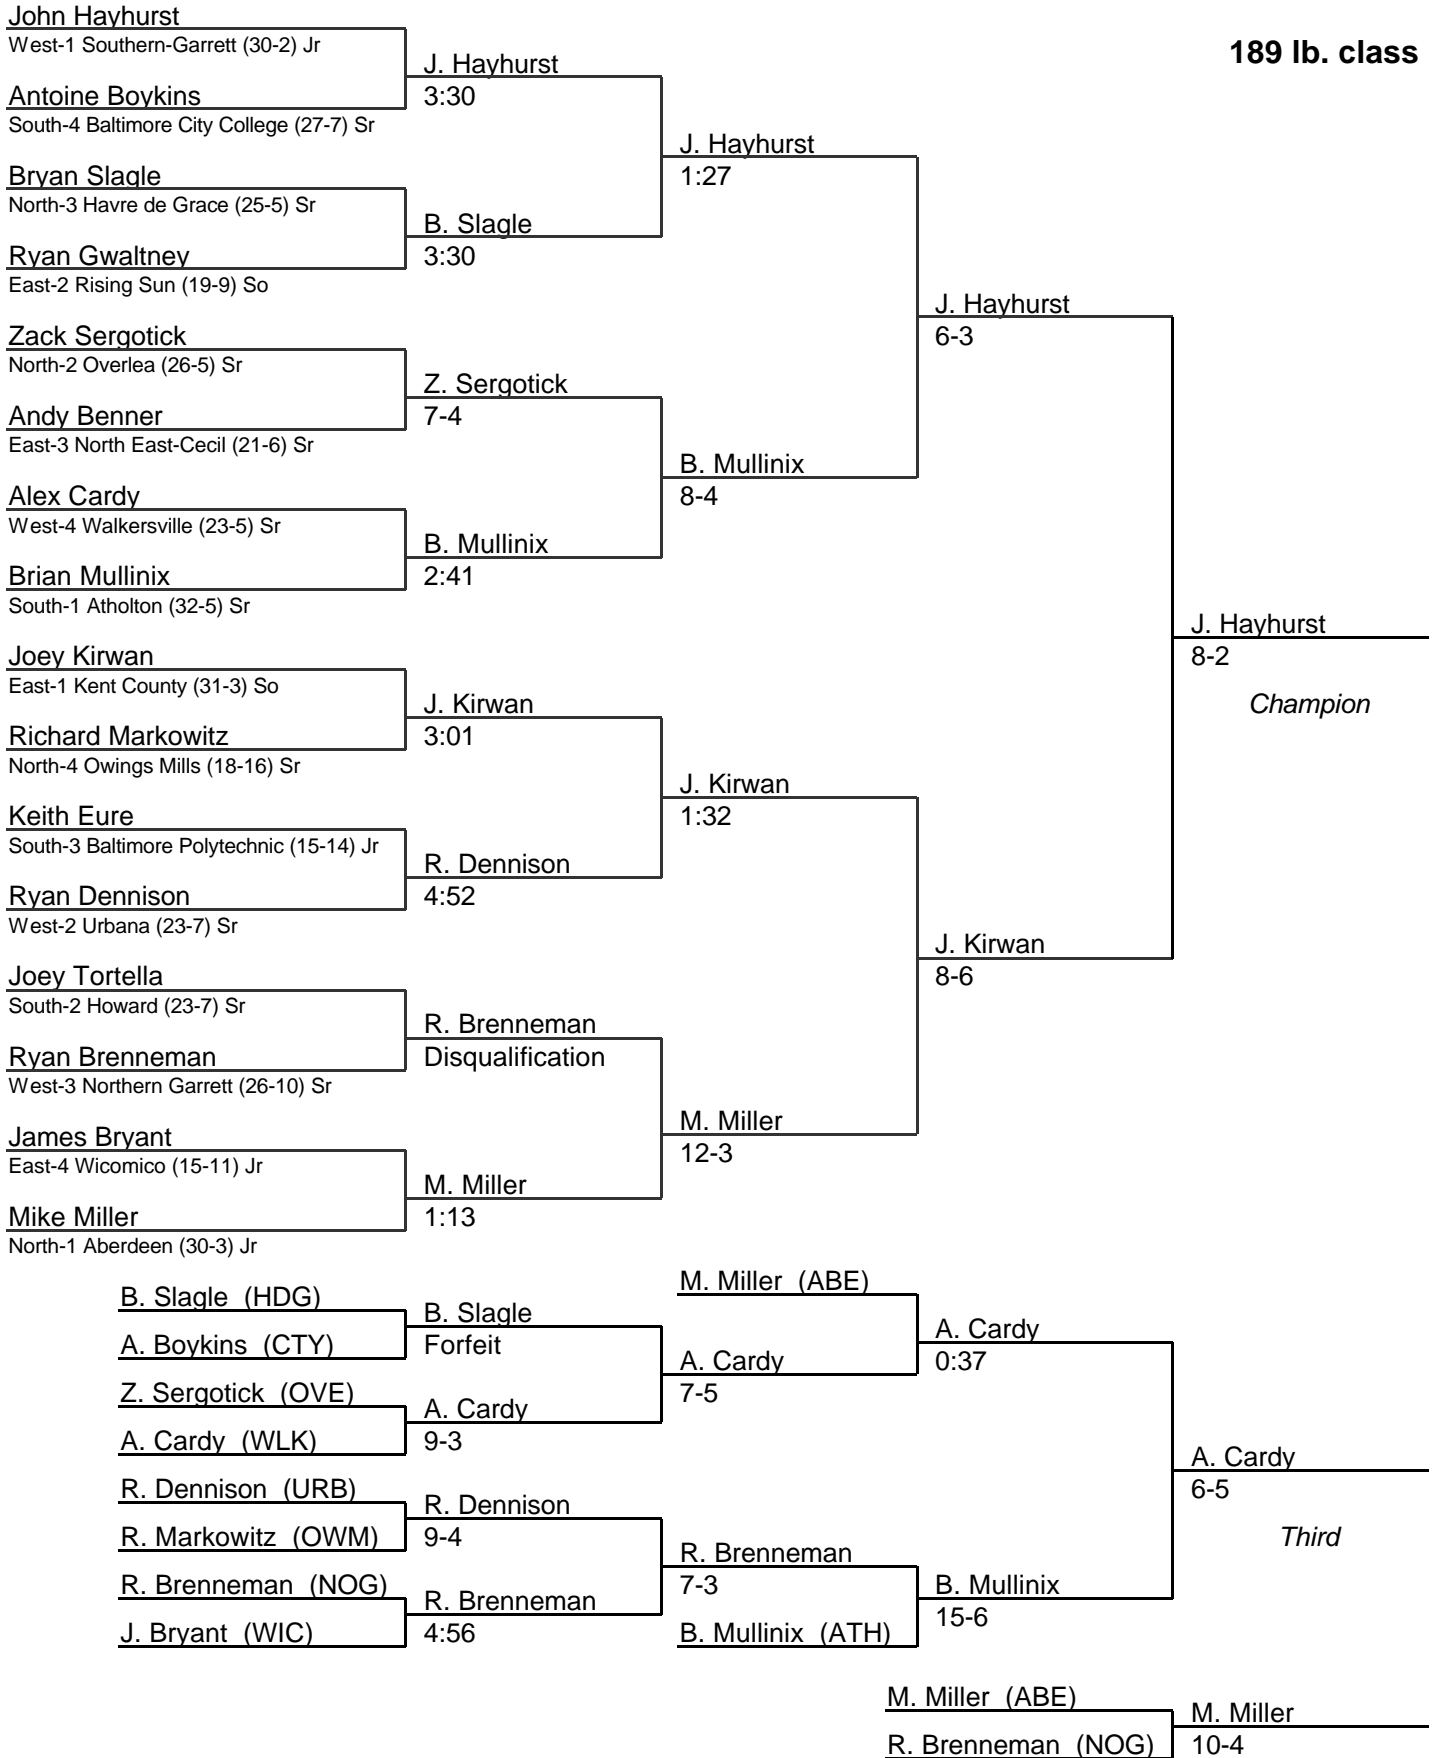 189 lb. class
John Hayhurst
West-1 Southern-Garrett (30-2) Jr
J. Hayhurst
3:30
Antoine Boykins
South-4 Baltimore City College (27-7) Sr
J. Hayhurst
1:27
Bryan Slagle
North-3 Havre de Grace (25-5) Sr
B. Slagle
3:30
Ryan Gwaltney
East-2 Rising Sun (19-9) So
J. Hayhurst
6-3
Zack Sergotick
North-2 Overlea (26-5) Sr
Z. Sergotick
7-4
Andy Benner
East-3 North East-Cecil (21-6) Sr
B. Mullinix
8-4
Alex Cardy
West-4 Walkersville (23-5) Sr
B. Mullinix
2:41
Brian Mullinix
South-1 Atholton (32-5) Sr
J. Hayhurst
8-2
Champion
Joey Kirwan
East-1 Kent County (31-3) So
J. Kirwan
3:01
Richard Markowitz
North-4 Owings Mills (18-16) Sr
J. Kirwan
1:32
Keith Eure
South-3 Baltimore Polytechnic (15-14) Jr
R. Dennison
4:52
Ryan Dennison
West-2 Urbana (23-7) Sr
J. Kirwan
8-6
Joey Tortella
South-2 Howard (23-7) Sr
R. Brenneman
Disqualification
Ryan Brenneman
West-3 Northern Garrett (26-10) Sr
M. Miller
12-3
James Bryant
East-4 Wicomico (15-11) Jr
M. Miller
1:13
Mike Miller
North-1 Aberdeen (30-3) Jr
B. Slagle (HDG)
A. Boykins (CTY)
B. Slagle
Forfeit
Z. Sergotick (OVE)
A. Cardy (WLK)
A. Cardy
9-3
M. Miller (ABE)
A. Cardy
7-5
A. Cardy
0:37
R. Dennison (URB)
R. Markowitz (OWM)
R. Dennison
9-4
R. Brenneman (NOG)
J. Bryant (WIC)
R. Brenneman
4:56
R. Brenneman
7-3
B. Mullinix (ATH)
B. Mullinix
15-6
A. Cardy
6-5
Third
M. Miller (ABE)
R. Brenneman (NOG)
M. Miller
10-4